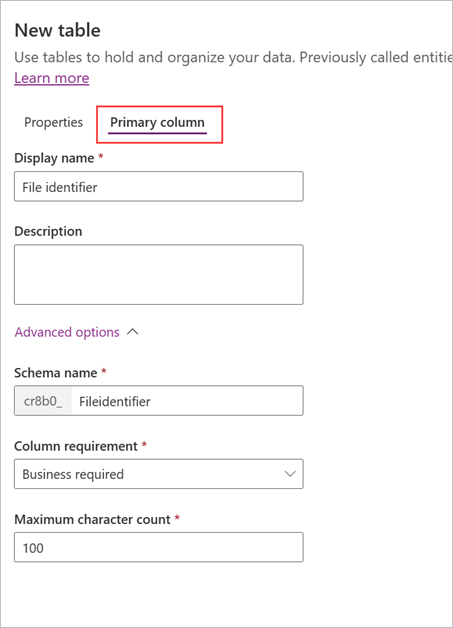 New table
Use tables to hold and organize your data. Previously called
Learn more
Properties
Primary column
Display name *
File identifier
Description
Advanced options
Schema name *
cr8b0_ Fileidentifier
Column requirement *
Business required
Maximum character count *
100